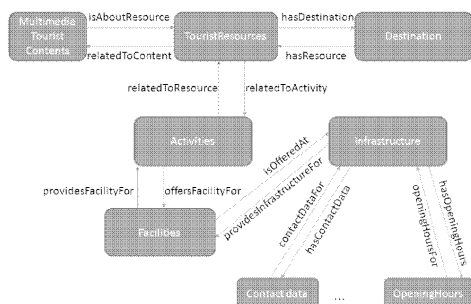 isAboutResource
hasDestination
Multimedia
Tourist
Contents
TouristResources
Destination
relatedToContent
hasResource
relatedToResource
relatedToActivity
Activities
Infrastructure
isOfferedAt
providesInfrastructureFor
providesFacilityFor
offersFacilityFor
contactDataFor
hasContactData
hasOpeningHours
openingHoursFor
Facilities
Contact data
...
OpeningHours